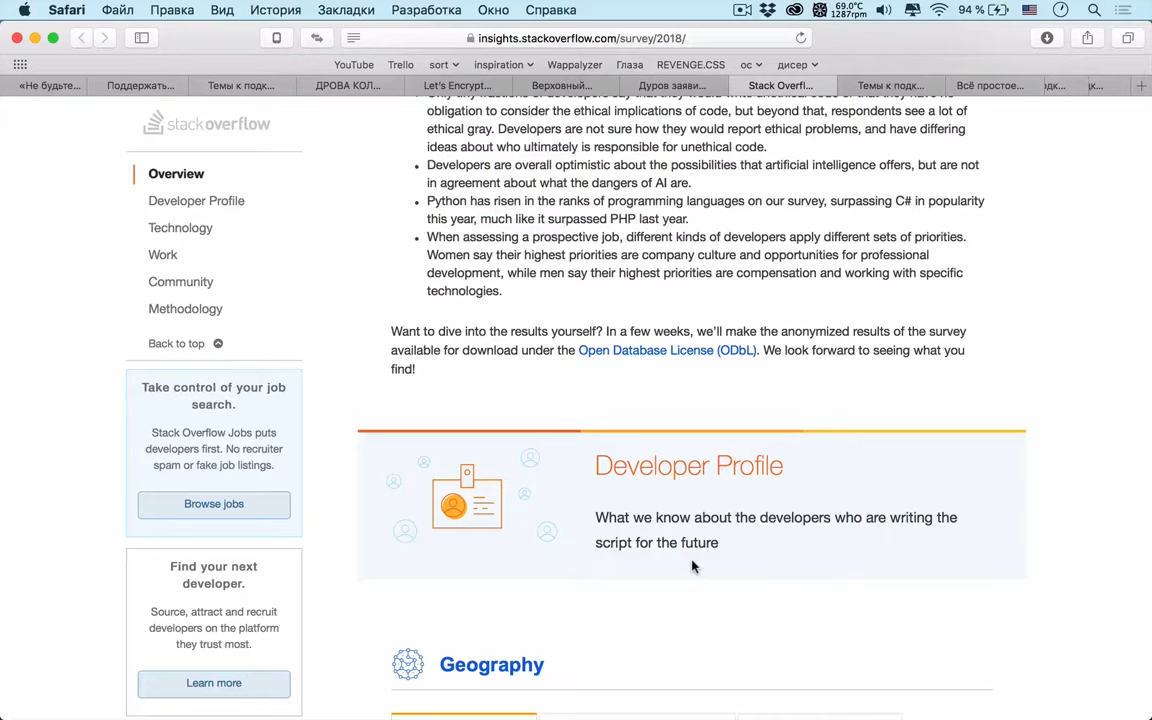 Safari Файл Правка Вид История Закладки Разработка Окно Справка 69.0°C 1287rpm 94 %
insights.stackoverflow.com/survey/2018/
YouTube Trello sort inspiration Wappalyzer Глаза REVENGE.CSS ос дисер
«Не будьте... Поддержать... Темы к подк... ДРОВА КОЛ... Let's Encrypt... Верховный... Дуров заяви... Stack Overfl... Темы к подк... Всё простое... дк... к...
obligation to consider the ethical implications of code, but beyond that, respondents see a lot of
ethical gray. Developers are not sure how they would report ethical problems, and have differing
ideas about who ultimately is responsible for unethical code.
Developers are overall optimistic about the possibilities that artificial intelligence offers, but are not
in agreement about what the dangers of AI are.
Python has risen in the ranks of programming languages on our survey, surpassing C# in popularity
this year, much like it surpassed PHP last year.
When assessing a prospective job, different kinds of developers apply different sets of priorities.
Women say their highest priorities are company culture and opportunities for professional
development, while men say their highest priorities are compensation and working with specific
technologies.
Want to dive into the results yourself? In a few weeks, we'll make the anonymized results of the survey
available for download under the Open Database License (ODbL). We look forward to seeing what you
find!
stackoverflow
Overview
Developer Profile
Technology
Work
Community
Methodology
Back to top
Take control of your job
search.
Stack Overflow Jobs puts
developers first. No recruiter
spam or fake job listings.
Browse jobs
Find your next
developer.
Source, attract and recruit
developers on the platform
they trust most.
Learn more
Developer Profile
What we know about the developers who are writing the
script for the future
Geography